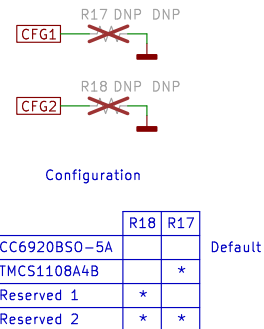 R17 DNP DNP
CFG1
R18 DNP DNP
CFG2
Configuration
R18 R17
CC6920BSO-5A Default
TMCS1108A4B *
Reserved 1 *
Reserved 2 * *